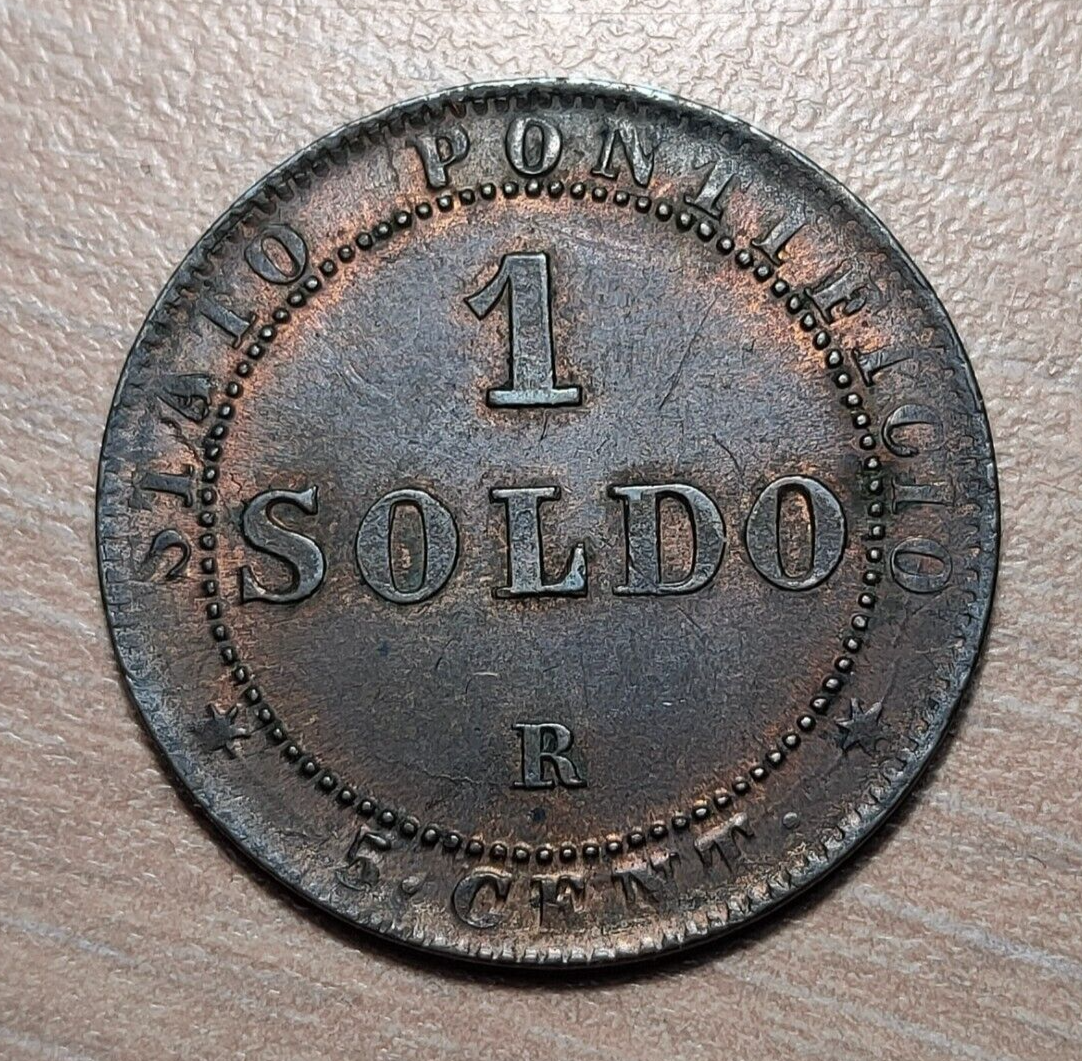 STATO PONTIFICIO
1
SOLDO
R
5. CENT.